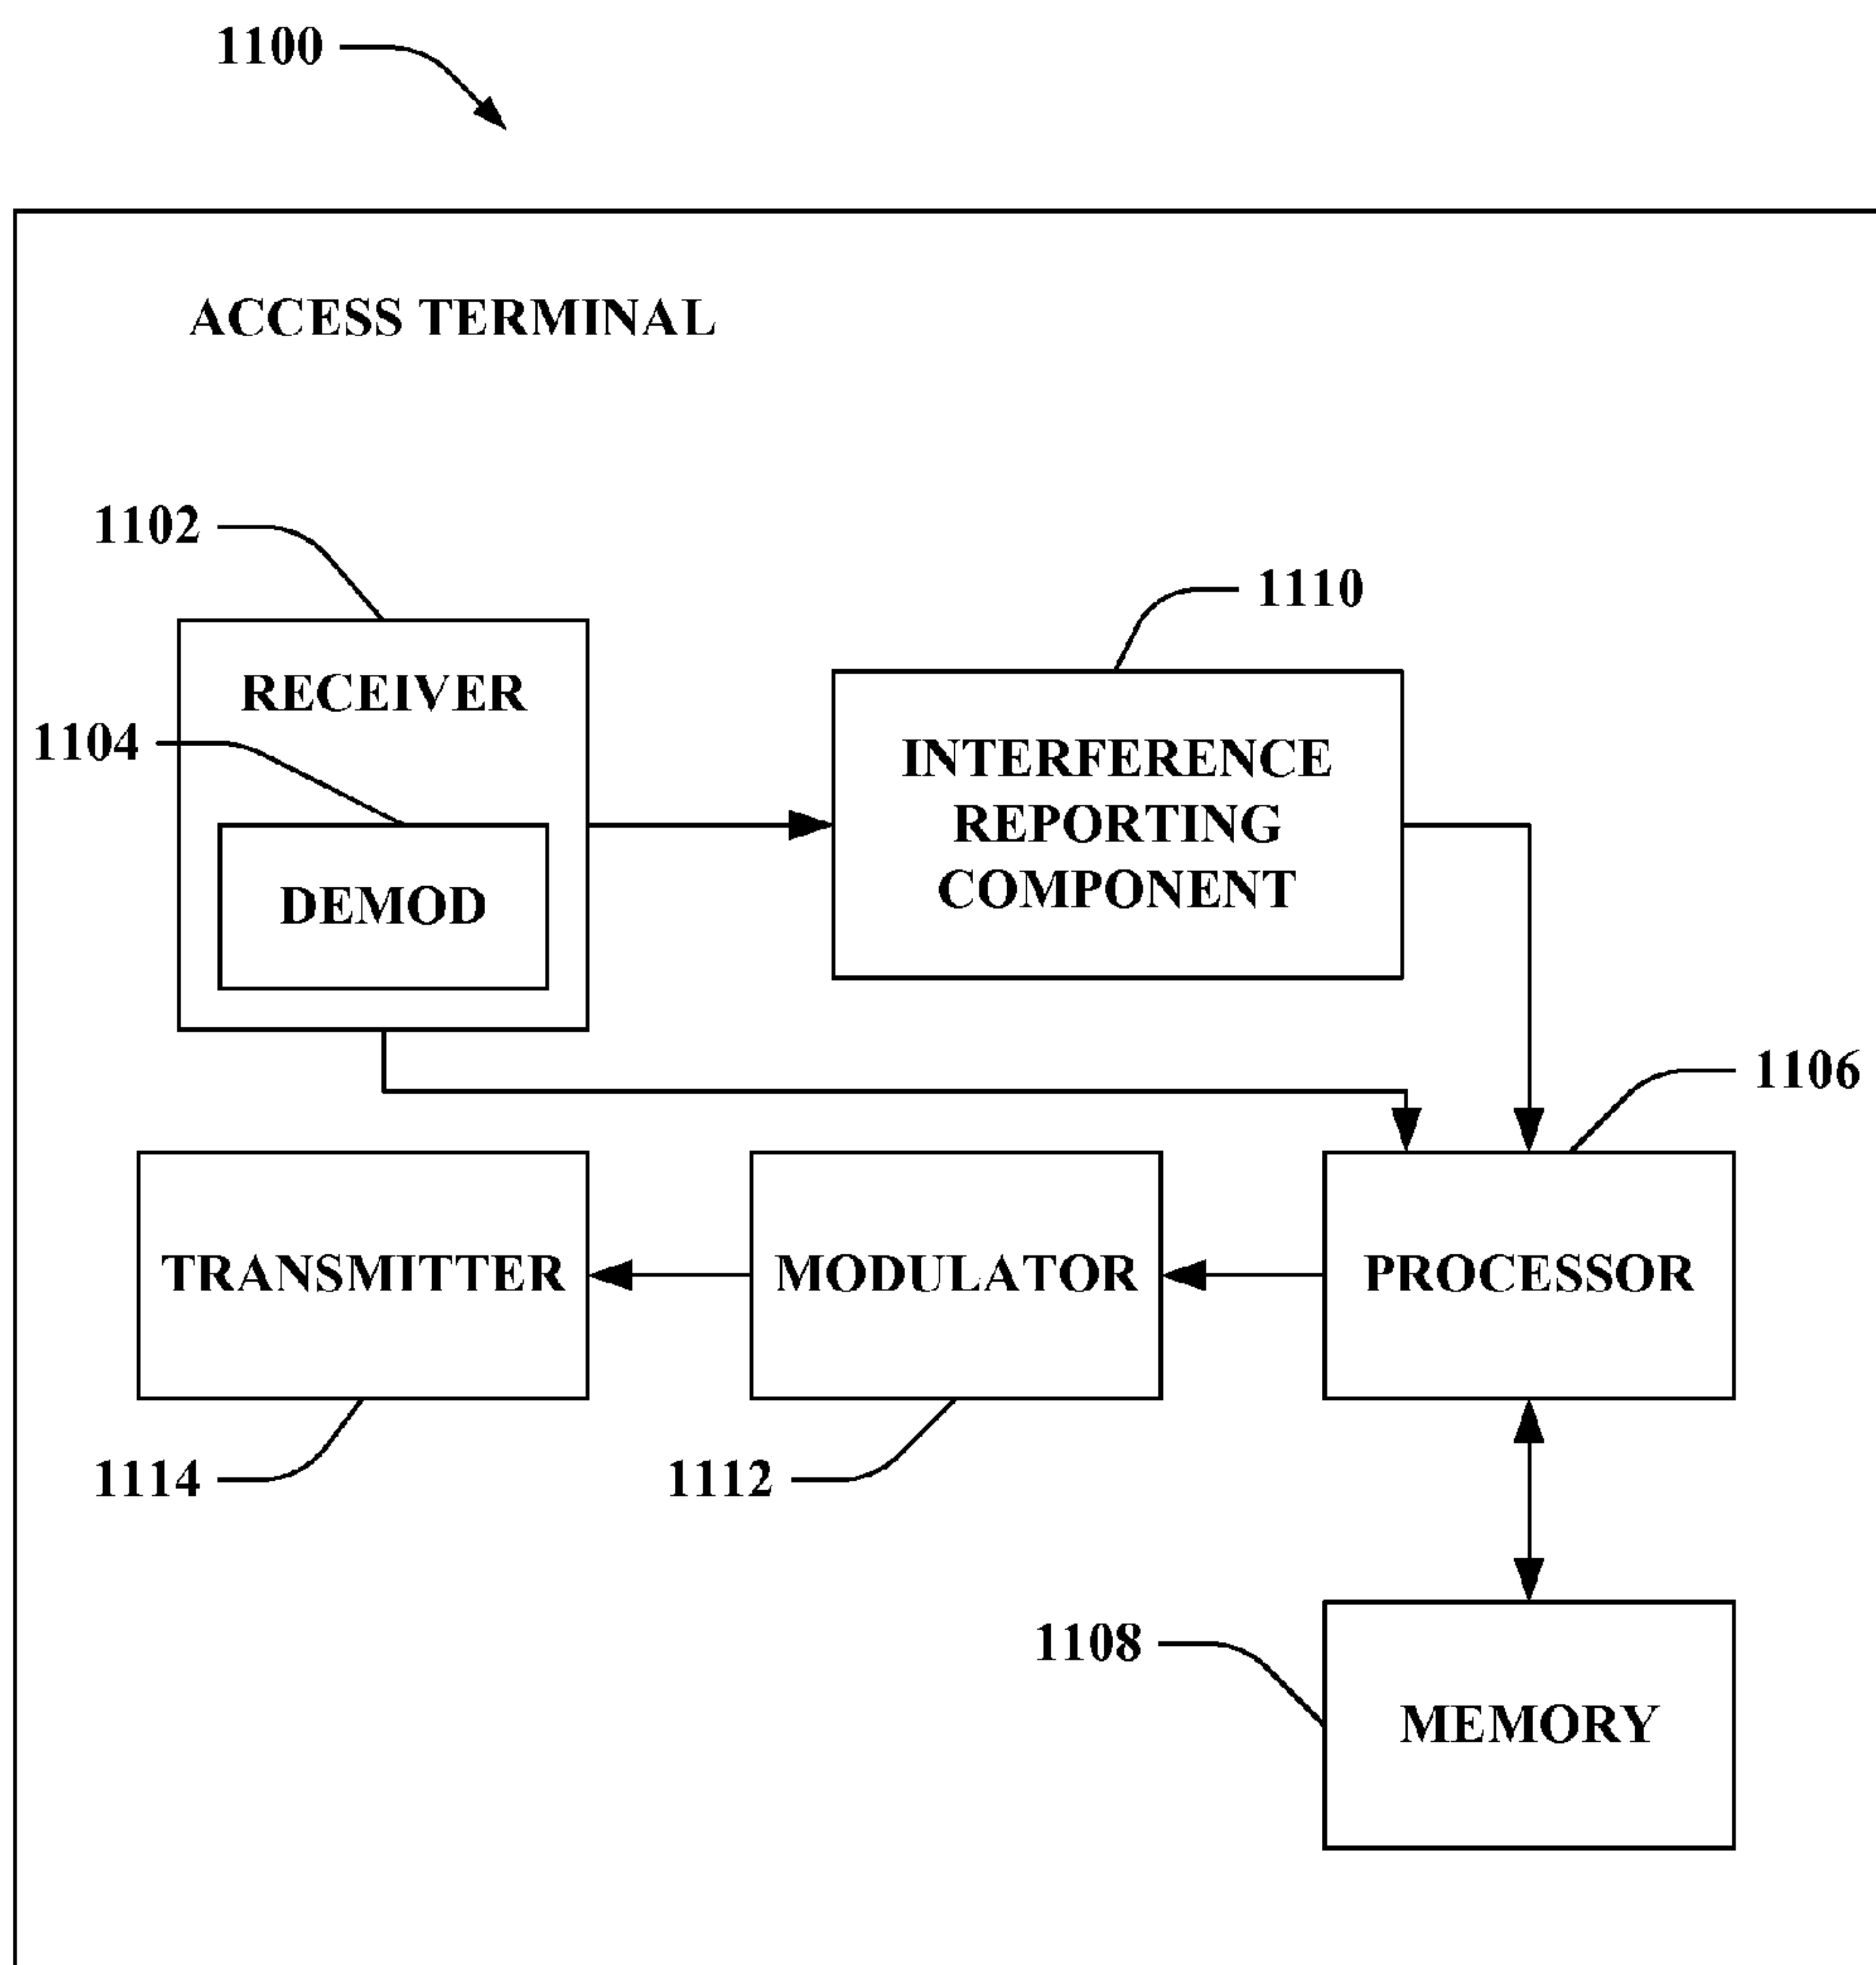 1100
ACCESS TERMINAL
1102
1110
RECEIVER
1104
INTERFERENCE
REPORTING
COMPONENT
DEMOD
1106
TRANSMITTER
MODULATOR
PROCESSOR
1114
1112
1108
MEMORY